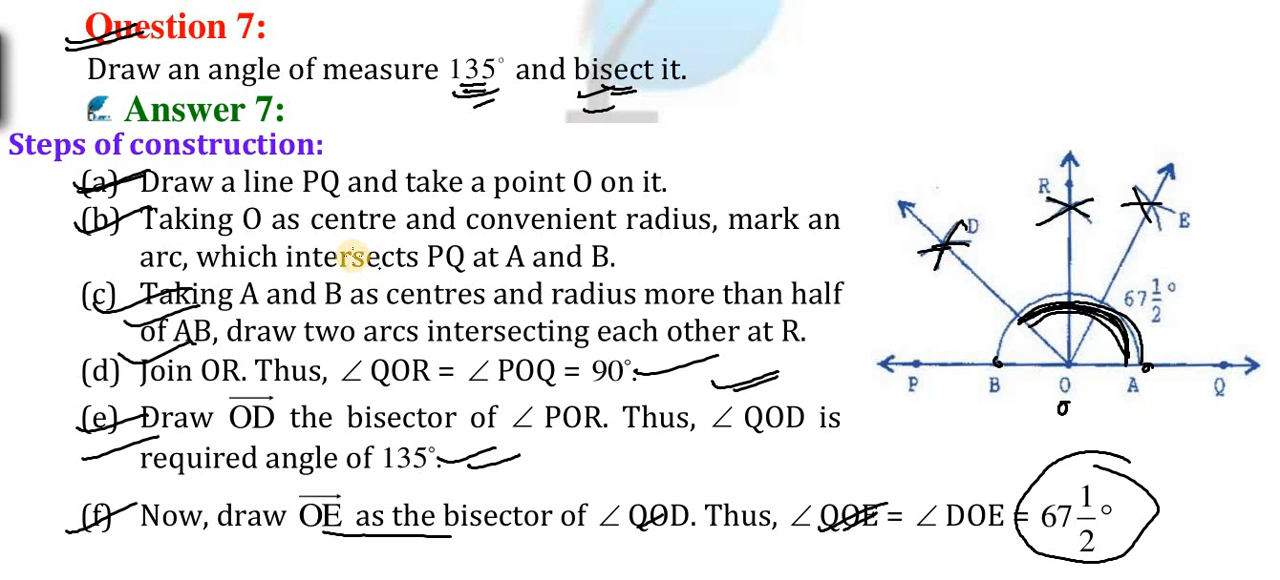 Question 7:
Draw an angle of measure 135° and bisect it.
Answer 7:
Steps of construction:
(a) Draw a line PQ and take a point O on it.
(b) Taking O as centre and convenient radius, mark an
arc, which intersects PQ at A and B.
(c) Taking A and B as centres and radius more than half
of AB, draw two arcs intersecting each other at R.
(d) Join OR. Thus, ∠ QOR = ∠ POQ = 90°.
(e) Draw OD the bisector of ∠ POR. Thus, ∠ QOD is
required angle of 135°.
(f) Now, draw OE as the bisector of ∠ QOD. Thus, ∠ QOE = ∠ DOE = 67 1/2 °
R
D
E
67 1/2 °
P B O A Q